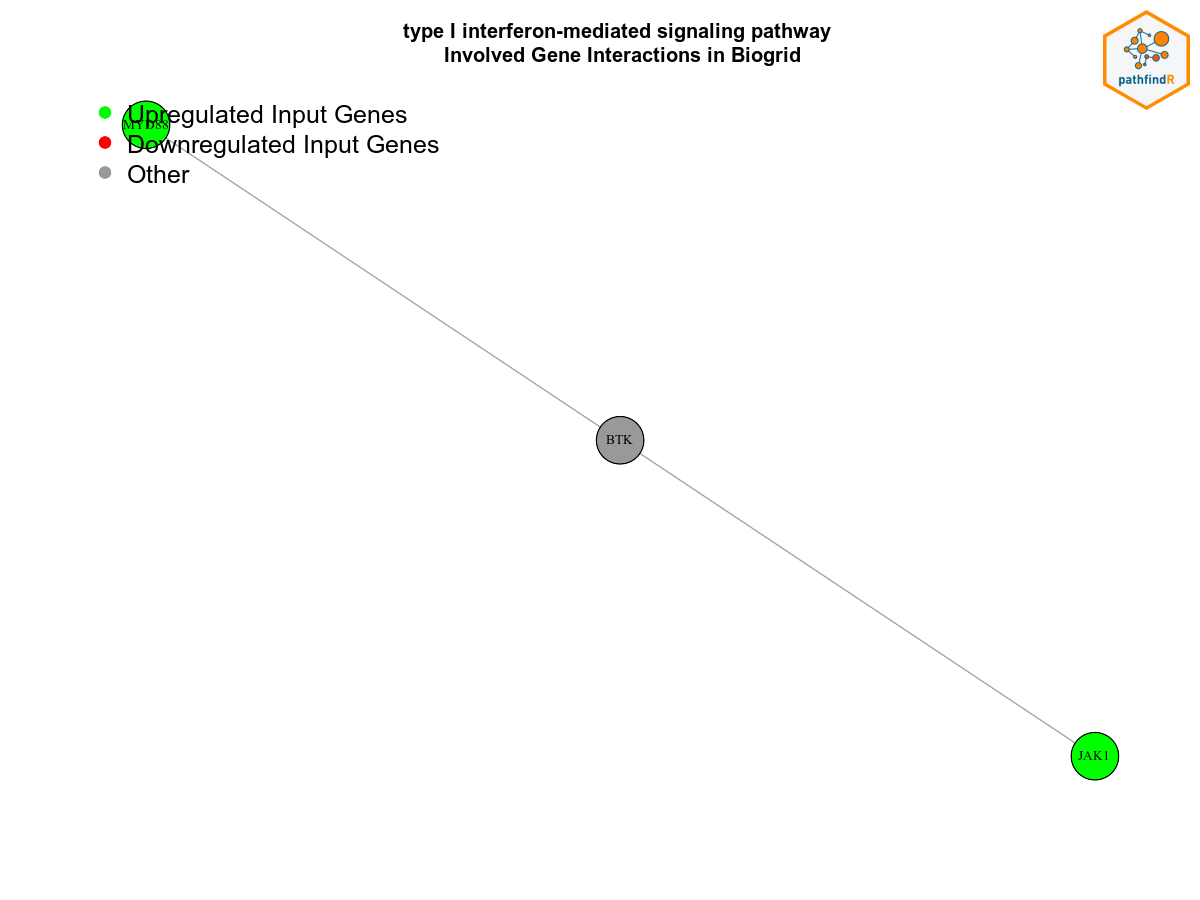 type I interferon-mediated signaling pathway
Involved Gene Interactions in Biogrid
pathfindR
Upregulated Input Genes
MYD88
Downregulated Input Genes
Other
BTK
JAK1